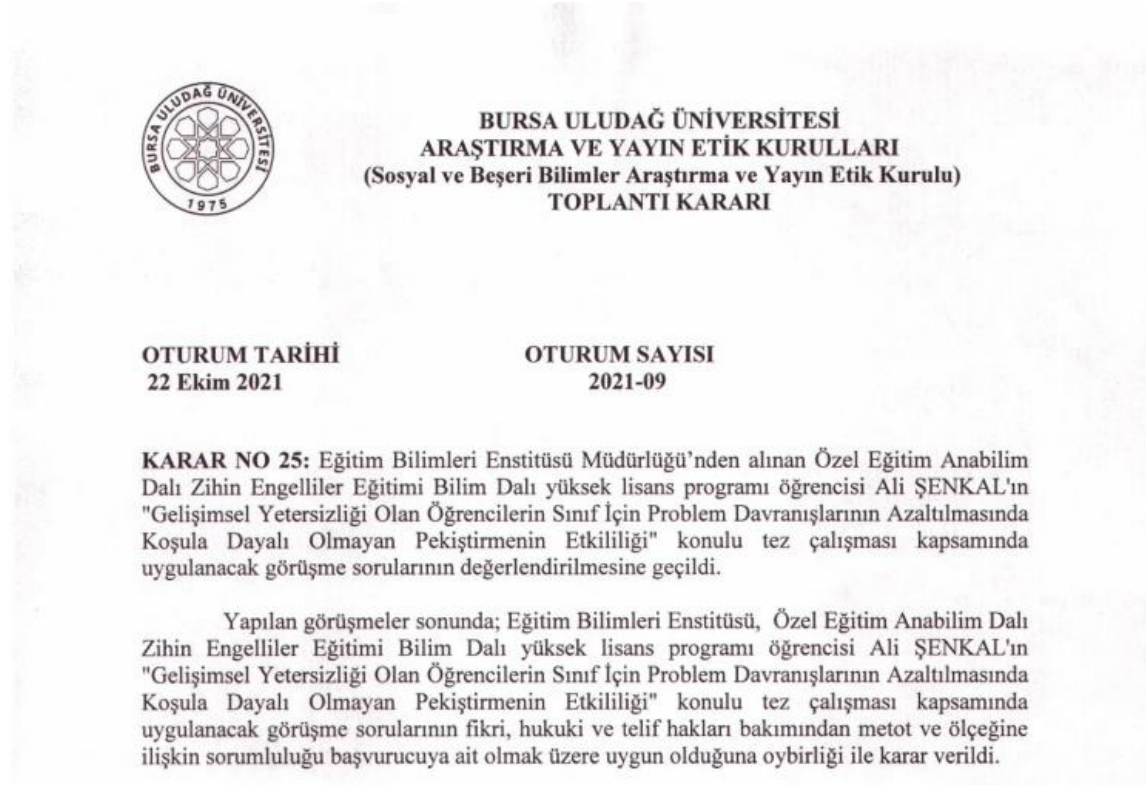 BURSA ULUDAĞ ÜNİVERSİTESİ
1975
BURSA ULUDAĞ ÜNİVERSİTESİ
ARAŞTIRMA VE YAYIN ETİK KURULLARI
(Sosyal ve Beşeri Bilimler Araştırma ve Yayın Etik Kurulu)
TOPLANTI KARARI
OTURUM TARİHİ OTURUM SAYISI
22 Ekim 2021 2021-09
KARAR NO 25: Eğitim Bilimleri Enstitüsü Müdürlüğü’nden alınan Özel Eğitim Anabilim
Dalı Zihin Engelliler Eğitimi Bilim Dalı yüksek lisans programı öğrencisi Ali ŞENKAL'ın
"Gelişimsel Yetersizliği Olan Öğrencilerin Sınıf İçin Problem Davranışlarının Azaltılmasında
Koşula Dayalı Olmayan Pekiştirmenin Etkililiği" konulu tez çalışması kapsamında
uygulanacak görüşme sorularının değerlendirilmesine geçildi.
Yapılan görüşmeler sonunda; Eğitim Bilimleri Enstitüsü, Özel Eğitim Anabilim Dalı
Zihin Engelliler Eğitimi Bilim Dalı yüksek lisans programı öğrencisi Ali ŞENKAL'ın
"Gelişimsel Yetersizliği Olan Öğrencilerin Sınıf İçin Problem Davranışlarının Azaltılmasında
Koşula Dayalı Olmayan Pekiştirmenin Etkililiği" konulu tez çalışması kapsamında
uygulanacak görüşme sorularının fikri, hukuki ve telif hakları bakımından metot ve ölçeğine
ilişkin sorumluluğu başvurucuya ait olmak üzere uygun olduğuna oybirliği ile karar verildi.